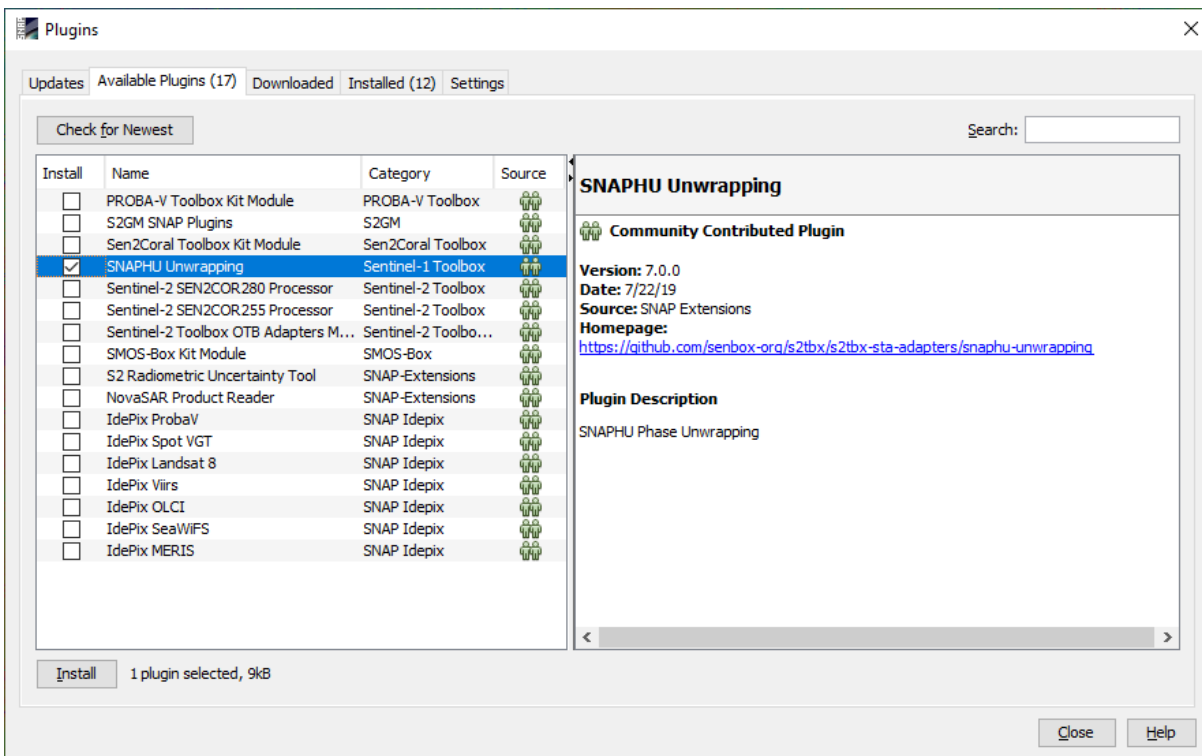 Plugins
Updates Available Plugins (17) Downloaded Installed (12) Settings
Check for Newest Search:
Install Name Category Source
PROBA-V Toolbox Kit Module PROBA-V Toolbox
S2GM SNAP Plugins S2GM
Sen2Coral Toolbox Kit Module Sen2Coral Toolbox
SNAPHU Unwrapping Sentinel-1 Toolbox
Sentinel-2 SEN2COR280 Processor Sentinel-2 Toolbox
Sentinel-2 SEN2COR255 Processor Sentinel-2 Toolbox
Sentinel-2 Toolbox OTB Adapters M... Sentinel-2 Toolbo...
SMOS-Box Kit Module SMOS-Box
S2 Radiometric Uncertainty Tool SNAP-Extensions
NovaSAR Product Reader SNAP-Extensions
IdePix ProbaV SNAP Idepix
IdePix Spot VGT SNAP Idepix
IdePix Landsat 8 SNAP Idepix
IdePix Viirs SNAP Idepix
IdePix OLCI SNAP Idepix
IdePix SeaWiFS SNAP Idepix
IdePix MERIS SNAP Idepix
SNAPHU Unwrapping
Community Contributed Plugin
Version: 7.0.0
Date: 7/22/19
Source: SNAP Extensions
Homepage:
https://github.com/senbox-org/s2tbx/s2tbx-sta-adapters/snaphu-unwrapping
Plugin Description
SNAPHU Phase Unwrapping
Install 1 plugin selected, 9kB
Close Help